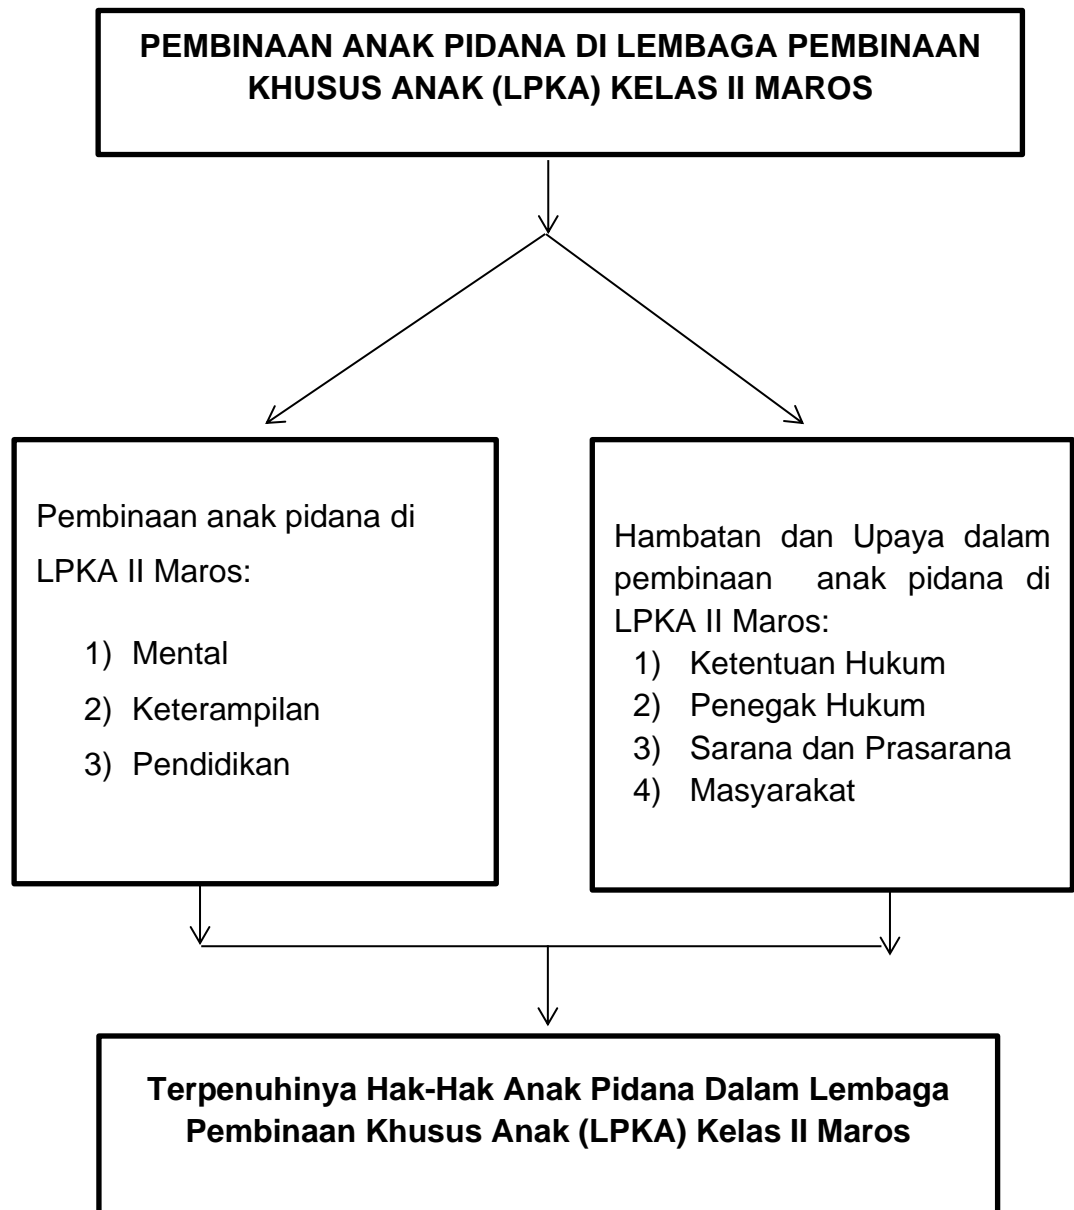 PEMBINAAN ANAK PIDANA DI LEMBAGA PEMBINAAN
KHUSUS ANAK (LPKA) KELAS II MAROS
Pembinaan anak pidana di
LPKA II Maros:
1) Mental
2) Keterampilan
3) Pendidikan
Hambatan dan Upaya dalam
pembinaan anak pidana di
LPKA II Maros:
1) Ketentuan Hukum
2) Penegak Hukum
3) Sarana dan Prasarana
4) Masyarakat
Terpenuhinya Hak-Hak Anak Pidana Dalam Lembaga
Pembinaan Khusus Anak (LPKA) Kelas II Maros